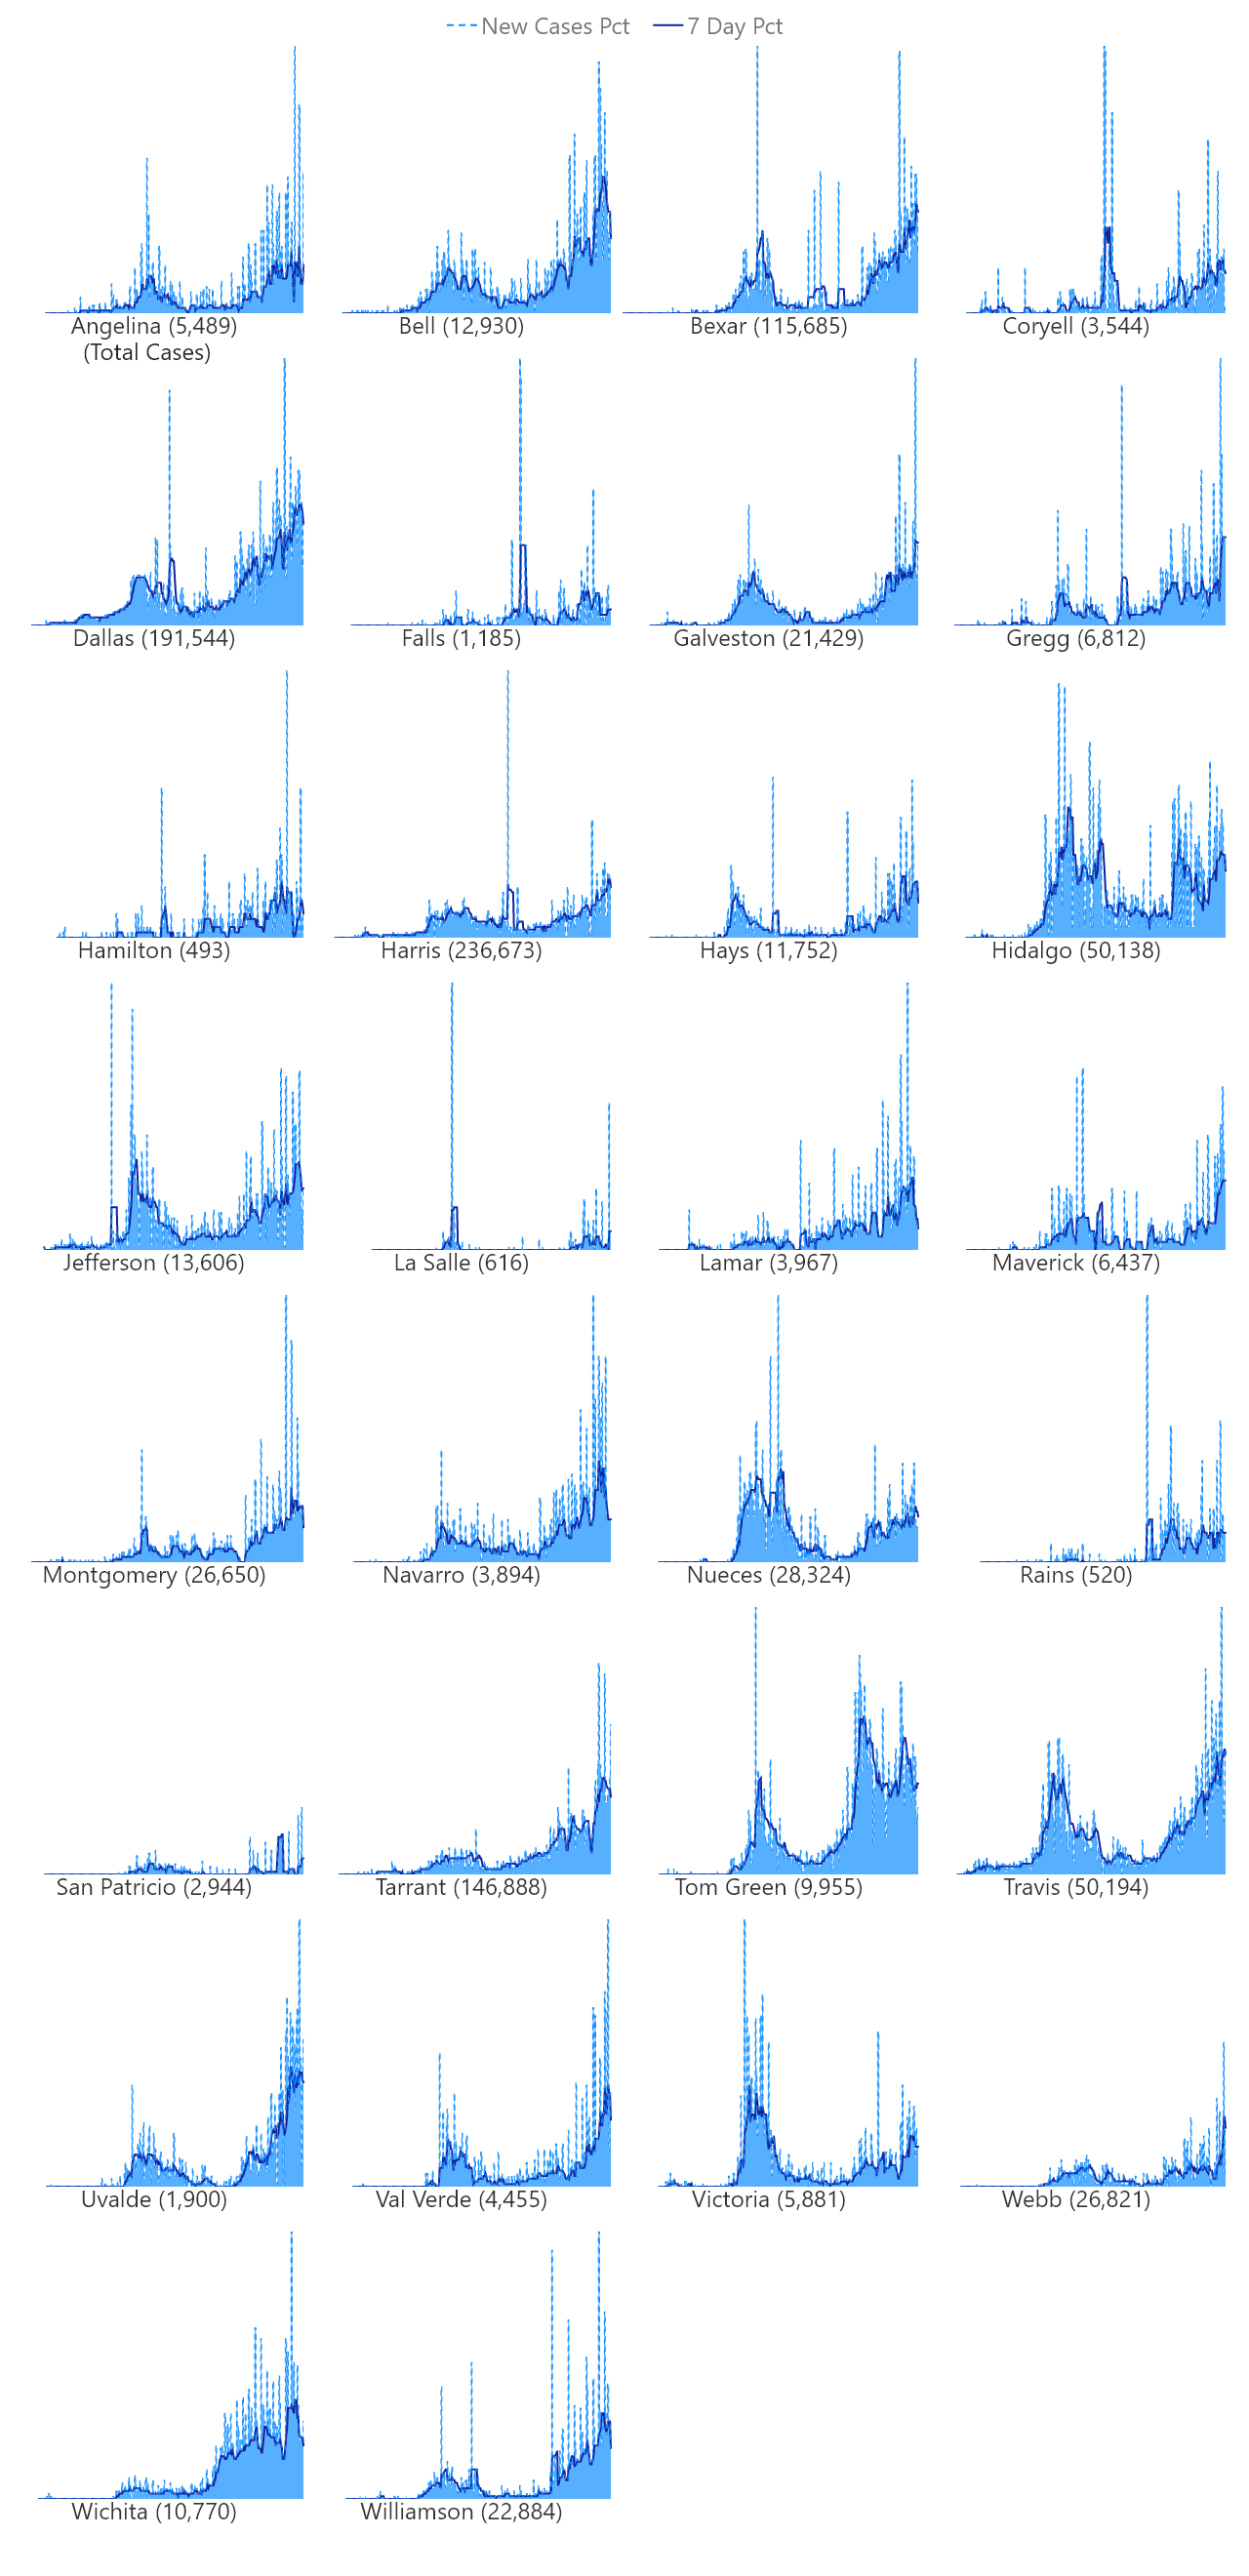 New Cases Pct 7 Day Pct
Angelina (5,489) Bell (12,930) Bexar (115,685) Coryell (3,544)
(Total Cases)
Dallas (191,544) Falls (1,185) Galveston (21,429) Gregg (6,812)
Hamilton (493) Harris (236,673) Hays (11,752) Hidalgo (50,138)
Jefferson (13,606) La Salle (616) Lamar (3,967) Maverick (6,437)
Montgomery (26,650) Navarro (3,894) Nueces (28,324) Rains (520)
San Patricio (2,944) Tarrant (146,888) Tom Green (9,955) Travis (50,194)
Uvalde (1,900) Val Verde (4,455) Victoria (5,881) Webb (26,821)
Wichita (10,770) Williamson (22,884)